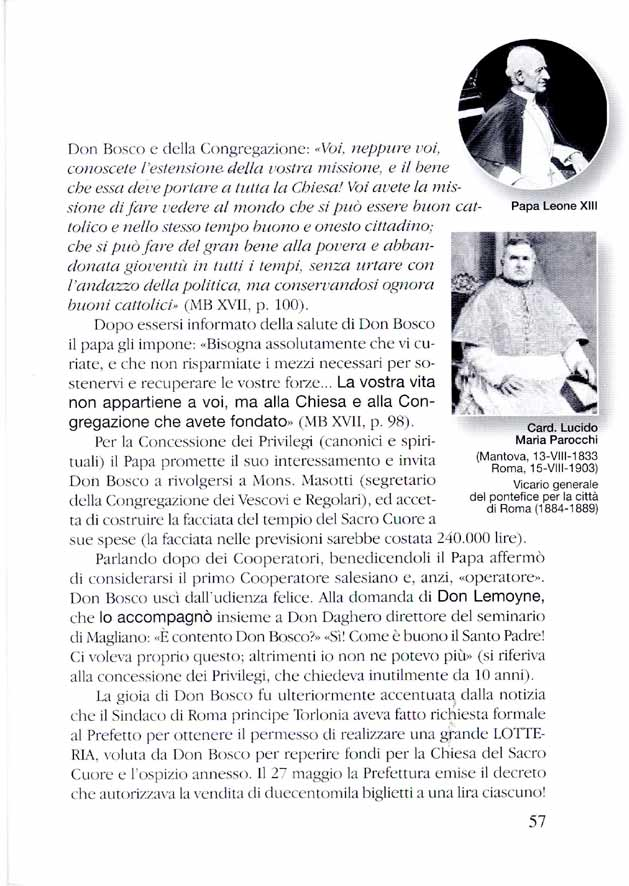 Don Bosco e della Congregazione: «Voi, neppure voi,
conoscete l'estensione della vostra missione, e il bene
che essa deve portare a tutta la Chiesa! Voi avete la mis-
sione di fare vedere al mondo che si può essere buon cat-
tolico e nello stesso tempo buono e onesto cittadino;
che si può fare del gran bene alla povera e abban-
donata gioventù in tutti i tempi, senza urtare con
l'andazzo della politica, ma conservandosi ognora
buoni cattolici» (MB XVII, p. 100).
Papa Leone XIII
Dopo essersi informato della salute di Don Bosco
il papa gli impone: «Bisogna assolutamente che vi cu-
riate, e che non risparmiate i mezzi necessari per so-
stenervi e recuperare le vostre forze... La vostra vita
non appartiene a voi, ma alla Chiesa e alla Con-
gregazione che avete fondato» (MB XVII, p. 98).
Per la Concessione dei Privilegi (canonici e spiri-
tuali) il Papa promette il suo interessamento e invita
Don Bosco a rivolgersi a Mons. Masotti (segretario
della Congregazione dei Vescovi e Regolari), ed accet-
ta di costruire la facciata del tempio del Sacro Cuore a
sue spese (la facciata nelle previsioni sarebbe costata 240.000 lire).
Card. Lucido
Maria Parocchi
(Mantova, 13-VIII-1833
Roma, 15-VIII-1903)
Vicario generale
del pontefice per la città
di Roma (1884-1889)
Parlando dopo dei Cooperatori, benedicendoli il Papa affermò
di considerarsi il primo Cooperatore salesiano e, anzi, «operatore».
Don Bosco uscì dall'udienza felice. Alla domanda di Don Lemoyne,
che lo accompagnò insieme a Don Daghero direttore del seminario
di Magliano: «È contento Don Bosco?» «Sì! Come è buono il Santo Padre!
Ci voleva proprio questo; altrimenti io non ne potevo più» (si riferiva
alla concessione dei Privilegi, che chiedeva inutilmente da 10 anni).
La gioia di Don Bosco fu ulteriormente accentuata dalla notizia
che il Sindaco di Roma principe Torlonia aveva fatto richiesta formale
al Prefetto per ottenere il permesso di realizzare una grande LOTTE-
RIA, voluta da Don Bosco per reperire fondi per la Chiesa del Sacro
Cuore e l'ospizio annesso. Il 27 maggio la Prefettura emise il decreto
che autorizzava la vendita di duecentomila biglietti a una lira ciascuno!
57